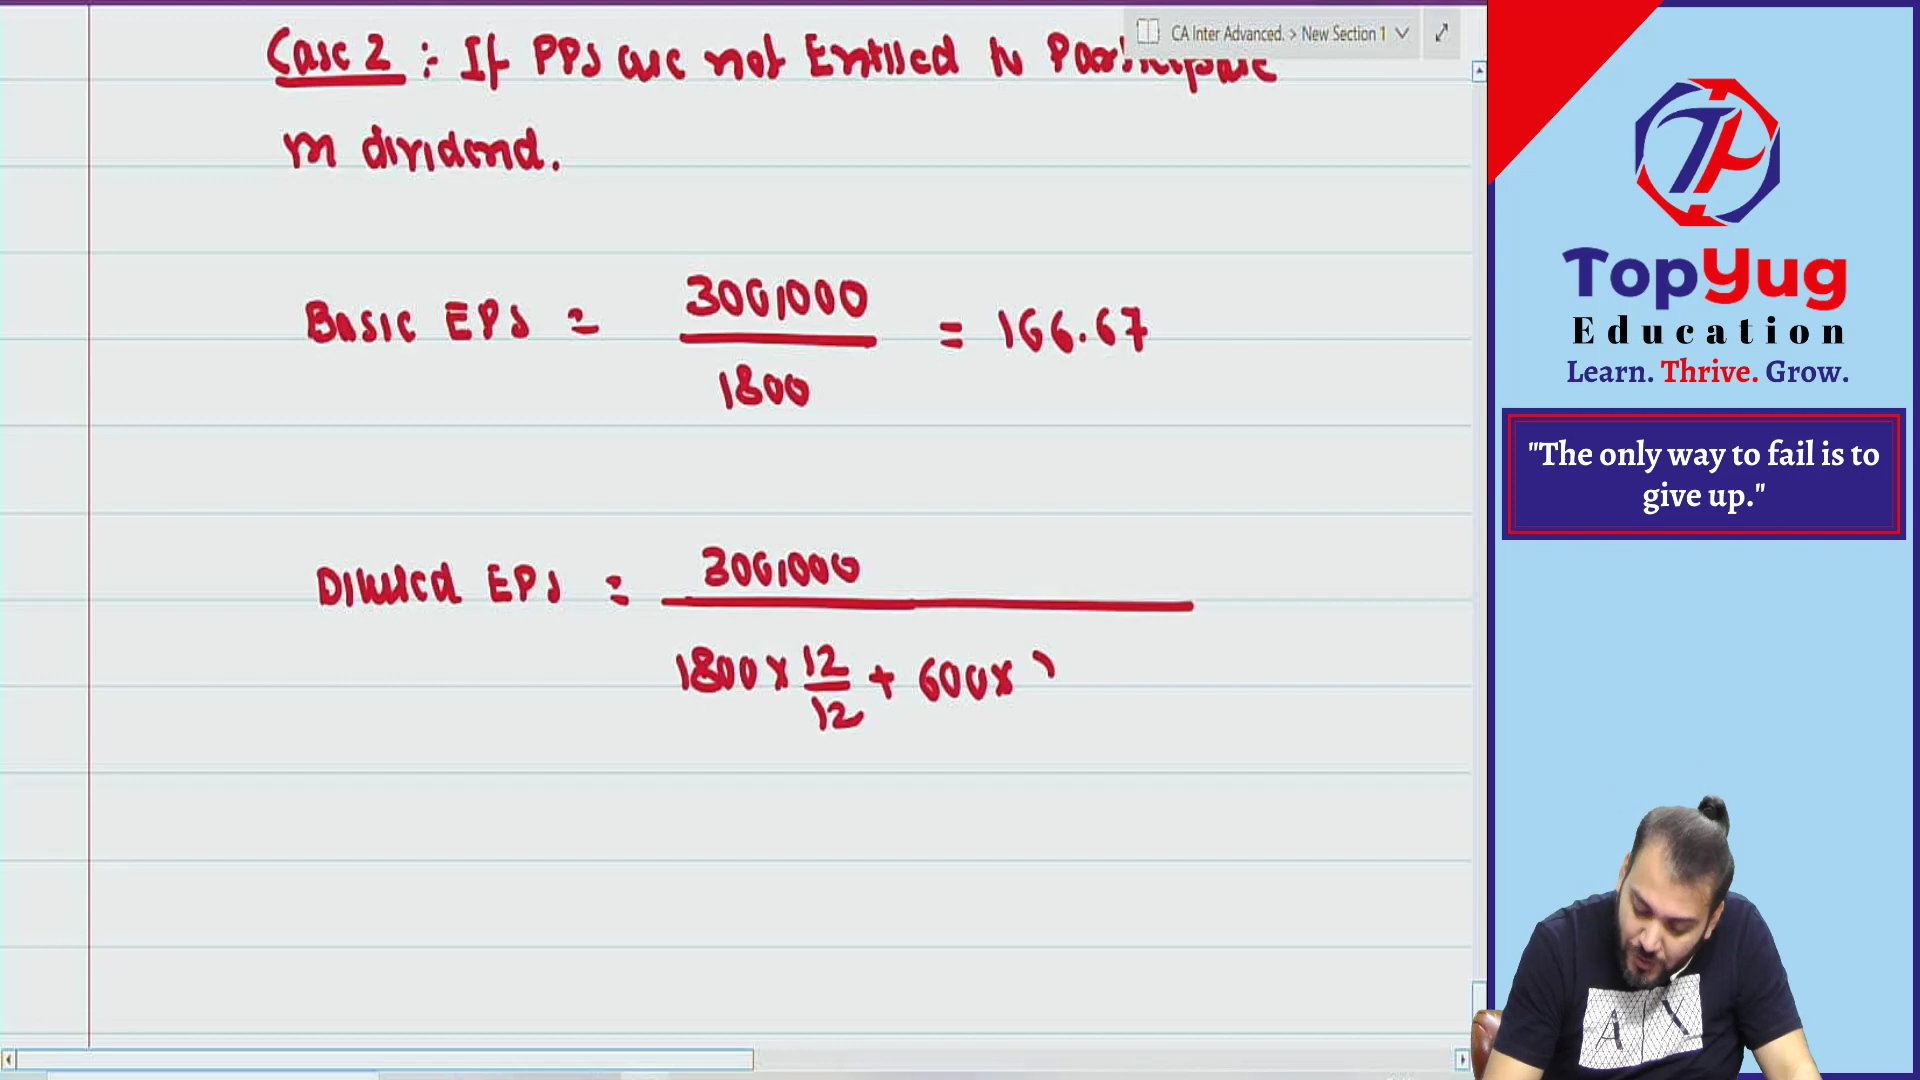 CA Inter Advanced. > New Section 1
Case 2 :- If PPS are not Entitled to Participate
in dividend.
Basic EPS = 300,000 / 1800 = 166.67
Diluted EPS = 300,000
1800 x 12/12 + 600x
TopYug
Education
Learn. Thrive. Grow.
"The only way to fail is to
give up."
A X